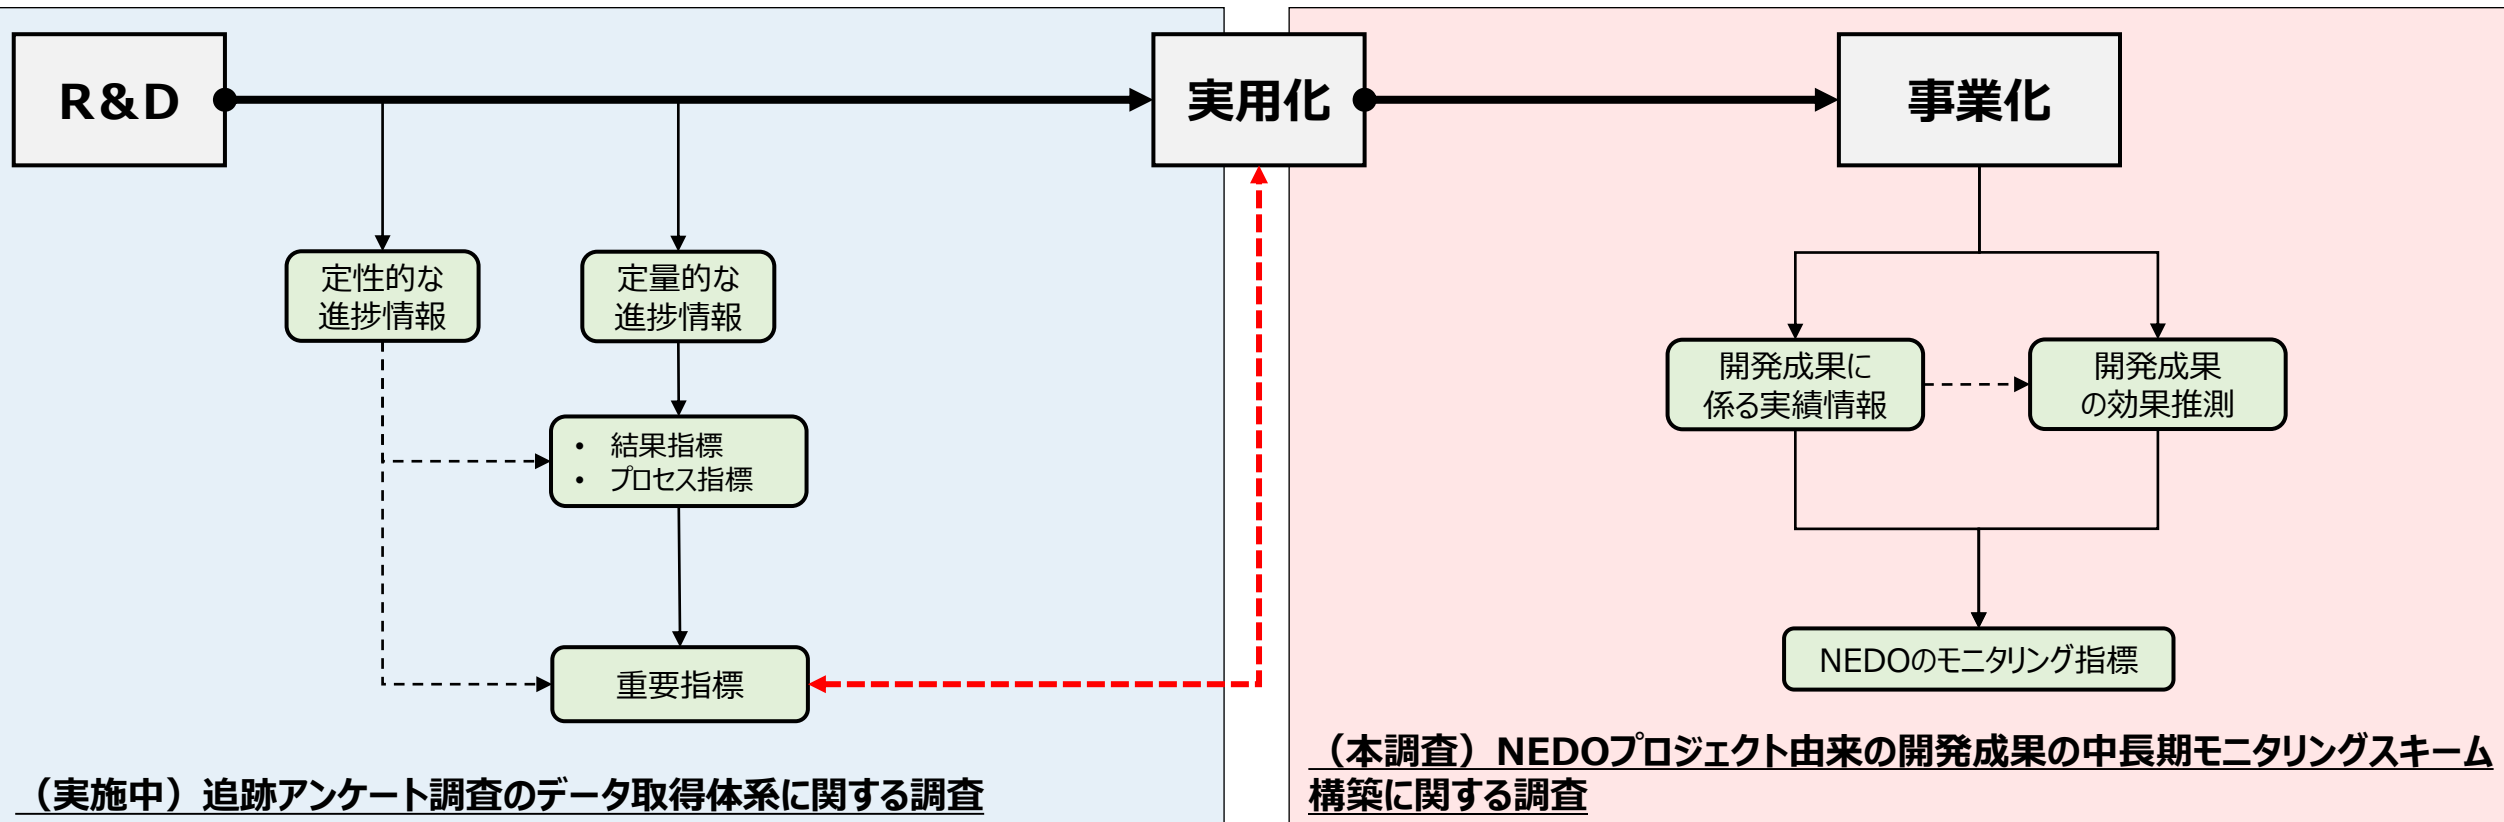 R&D
実用化
事業化
定性的な
進捗情報
定量的な
進捗情報
• 結果指標
• プロセス指標
重要指標
開発成果に
係る実績情報
開発成果
の効果推測
NEDOのモニタリング指標
（実施中）追跡アンケート調査のデータ取得体系に関する調査
（本調査）NEDOプロジェクト由来の開発成果の中長期モニタリングスキーム
構築に関する調査